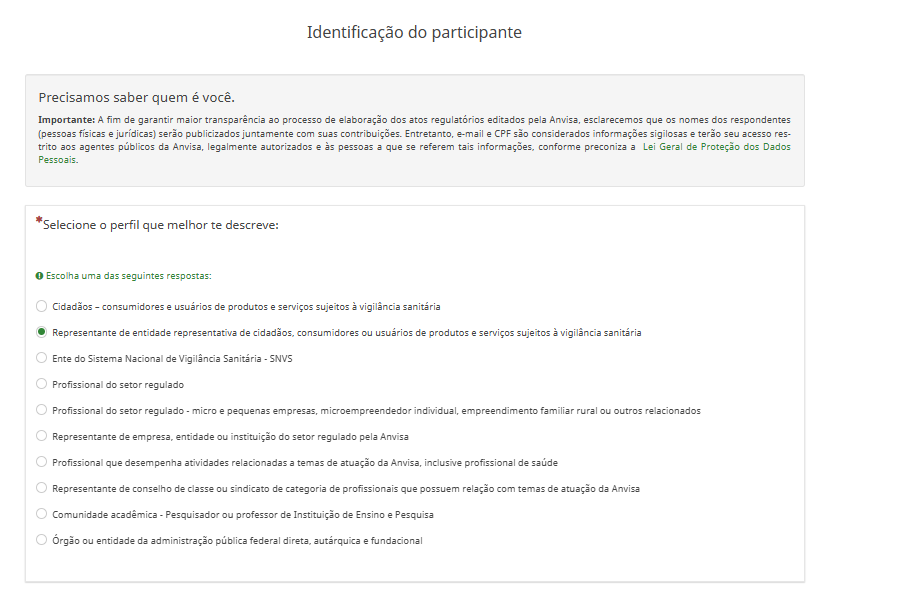 Identificação do participante
Precisamos saber quem é você.
Importante: A fim de garantir maior transparência ao processo de elaboração dos atos regulatórios editados pela Anvisa, esclarecemos que os nomes dos respondentes
(pessoas físicas e jurídicas) serão publicizados juntamente com suas contribuições. Entretanto, e-mail e CPF são considerados informações sigilosas e terão seu acesso res-
trito aos agentes públicos da Anvisa, legalmente autorizados e às pessoas a que se referem tais informações, conforme preconiza a Lei Geral de Proteção dos Dados
Pessoais.
*Selecione o perfil que melhor te descreve:
Escolha uma das seguintes respostas:
Cidadãos – consumidores e usuários de produtos e serviços sujeitos à vigilância sanitária
Representante de entidade representativa de cidadãos, consumidores ou usuários de produtos e serviços sujeitos à vigilância sanitária
Ente do Sistema Nacional de Vigilância Sanitária - SNVS
Profissional do setor regulado
Profissional do setor regulado - micro e pequenas empresas, microempreendedor individual, empreendimento familiar rural ou outros relacionados
Representante de empresa, entidade ou instituição do setor regulado pela Anvisa
Profissional que desempenha atividades relacionadas a temas de atuação da Anvisa, inclusive profissional de saúde
Representante de conselho de classe ou sindicato de categoria de profissionais que possuem relação com temas de atuação da Anvisa
Comunidade acadêmica - Pesquisador ou professor de Instituição de Ensino e Pesquisa
Órgão ou entidade da administração pública federal direta, autárquica e fundacional